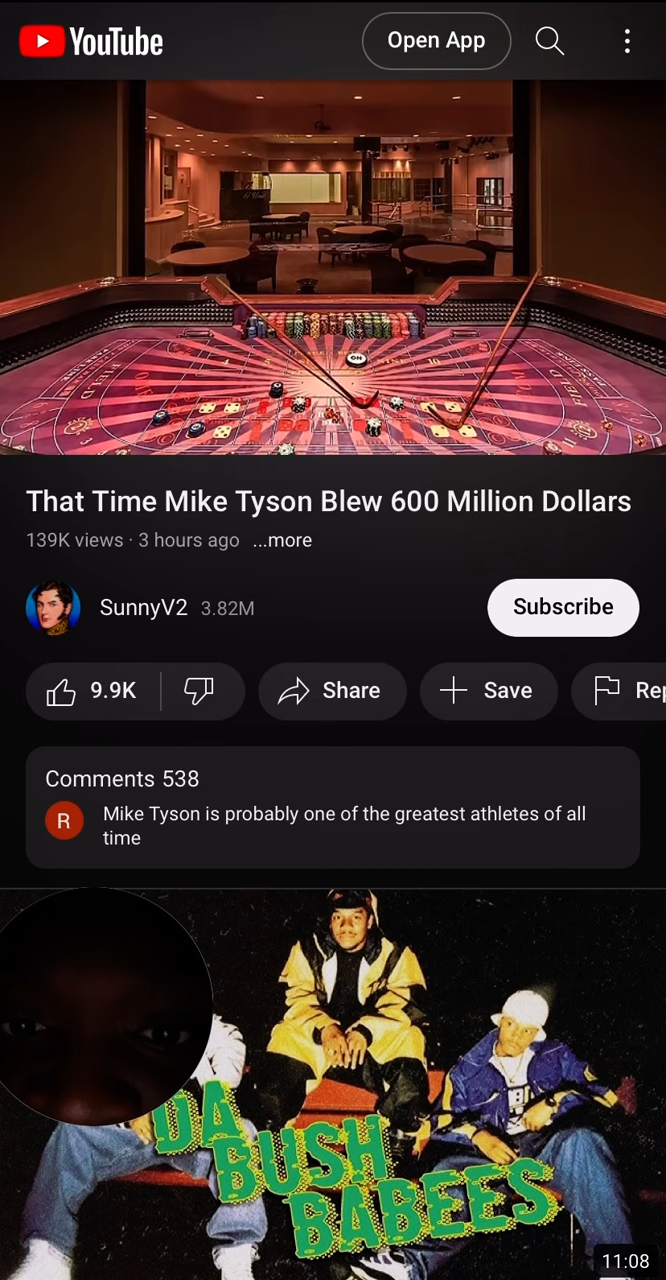 YouTube
Open App
ON
That Time Mike Tyson Blew 600 Million Dollars
139K views · 3 hours ago ...more
SunnyV2 3.82M
Subscribe
9.9K
Share
Save
Rep
Comments 538
R
Mike Tyson is probably one of the greatest athletes of all
time
DA
BUSH
BABEES
11:08